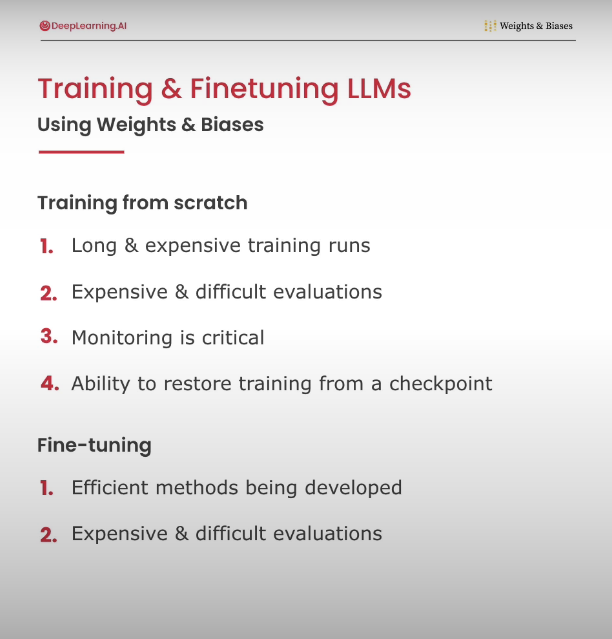 DeepLearning.AI
Weights & Biases
Training & Finetuning LLMs
Using Weights & Biases
Training from scratch
1. Long & expensive training runs
2. Expensive & difficult evaluations
3. Monitoring is critical
4. Ability to restore training from a checkpoint
Fine-tuning
1. Efficient methods being developed
2. Expensive & difficult evaluations